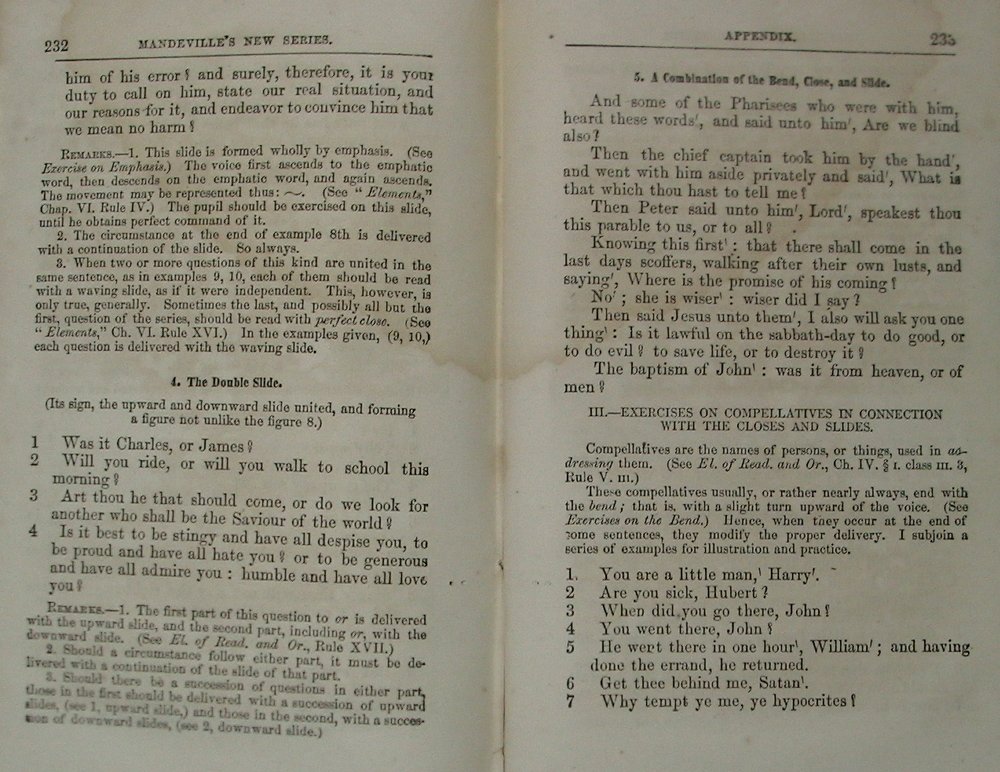 232 MANDEVILLE'S NEW SERIES.
him of his error? and surely, therefore, it is your
duty to call on him, state our real situation, and
our reasons for it, and endeavor to convince him that
we mean no harm?
REMARKS.—1. This slide is formed wholly by emphasis. (See
Exercise on Emphasis.) The voice first ascends to the emphatic
word, then descends on the emphatic word, and again ascends.
The movement may be represented thus: ~. (See "Elements,"
Chap. VI. Rule IV.) The pupil should be exercised on this slide,
until he obtains perfect command of it.
2. The circumstance at the end of example 8th is delivered
with a continuation of the slide. So always.
3. When two or more questions of this kind are united in the
same sentence, as in examples 9, 10, each of them should be read
with a waving slide, as if it were independent. This, however, is
only true, generally. Sometimes the last, and possibly all but the
first, question of the series, should be read with perfect close. (See
"Elements," Ch. VI. Rule XVI.) In the examples given, (9, 10,)
each question is delivered with the waving slide.
4. The Double Slide.
(Its sign, the upward and downward slide united, and forming
a figure not unlike the figure 8.)
1 Was it Charles, or James?
2 Will you ride, or will you walk to school this
morning?
3 Art thou he that should come, or do we look for
another who shall be the Saviour of the world?
4 Is it best to be stingy and have all despise you, to
be proud and have all hate you? or to be generous
and have all admire you: humble and have all love
you?
REMARKS.—1. The first part of this question to or is delivered
with the upward slide, and the second part, including or, with the
downward slide. (See El. of Read. and Or., Rule XVII.)
2. Should a circumstance follow either part, it must be de-
livered with a continuation of the slide of that part.
3. Should there be a succession of questions in either part,
those in the first should be delivered with a succession of upward
slides, (see 1, upward slide,) and those in the second, with a succes-
sion of downward slides, (see 2, downward slide.)
APPENDIX. 233
5. A Combination of the Bend, Close, and Slide.
And some of the Pharisees who were with him,
heard these words', and said unto him', Are we blind
also?
Then the chief captain took him by the hand',
and went with him aside privately and said', What is
that which thou hast to tell me?
Then Peter said unto him', Lord', speakest thou
this parable to us, or to all?
Knowing this first': that there shall come in the
last days scoffers, walking after their own lusts, and
saying', Where is the promise of his coming?
No'; she is wiser': wiser did I say?
Then said Jesus unto them', I also will ask you one
thing': Is it lawful on the sabbath-day to do good, or
to do evil? to save life, or to destroy it?
The baptism of John': was it from heaven, or of
men?
III.—EXERCISES ON COMPELLATIVES IN CONNECTION
WITH THE CLOSES AND SLIDES.
Compellatives are the names of persons, or things, used in ad-
dressing them. (See El. of Read. and Or., Ch. IV. § I. class III. 3,
Rule V. III.)
These compellatives usually, or rather nearly always, end with
the bend; that is, with a slight turn upward of the voice. (See
Exercises on the Bend.) Hence, when they occur at the end of
some sentences, they modify the proper delivery. I subjoin a
series of examples for illustration and practice.
1. You are a little man,' Harry'.
2 Are you sick, Hubert?
3 When did you go there, John?
4 You went there, John?
5 He went there in one hour', William'; and having
done the errand, he returned.
6 Get thee behind me, Satan'.
7 Why tempt ye me, ye hypocrites?